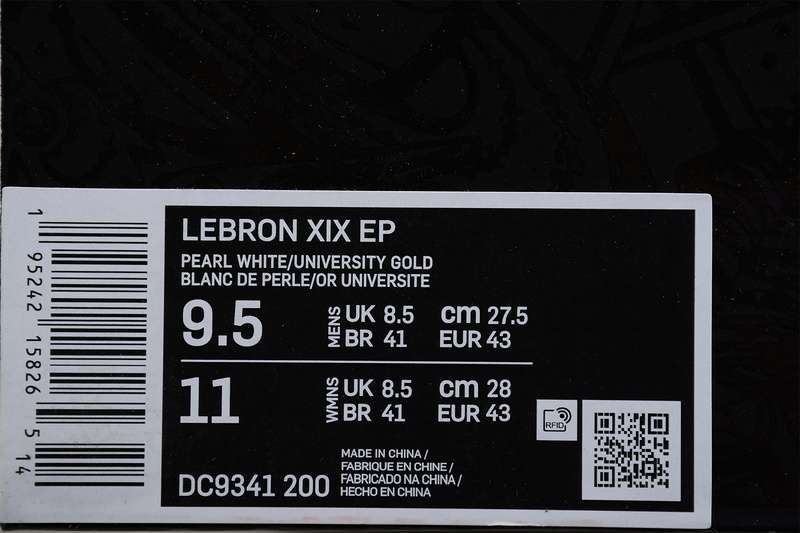 LEBRON XIX EP
PEARL WHITE/UNIVERSITY GOLD
BLANC DE PERLE/OR UNIVERSITE
9.5 MENS UK 8.5 cm 27.5
BR 41 EUR 43
11 WMNS UK 8.5 cm 28
BR 41 EUR 43
RFID
DC9341 200
MADE IN CHINA /
FABRIQUE EN CHINE /
FABRICADO NA CHINA /
HECHO EN CHINA
1 95242 15826 5 14